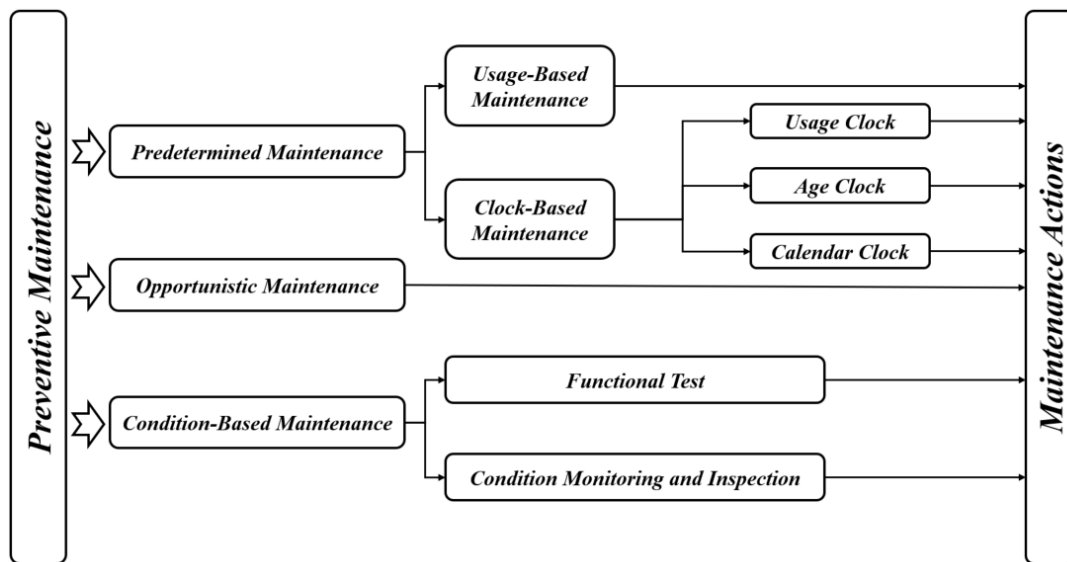 Preventive Maintenance
Predetermined Maintenance
Opportunistic Maintenance
Condition-Based Maintenance
Usage-Based
Maintenance
Clock-Based
Maintenance
Usage Clock
Age Clock
Calendar Clock
Functional Test
Condition Monitoring and Inspection
Maintenance Actions